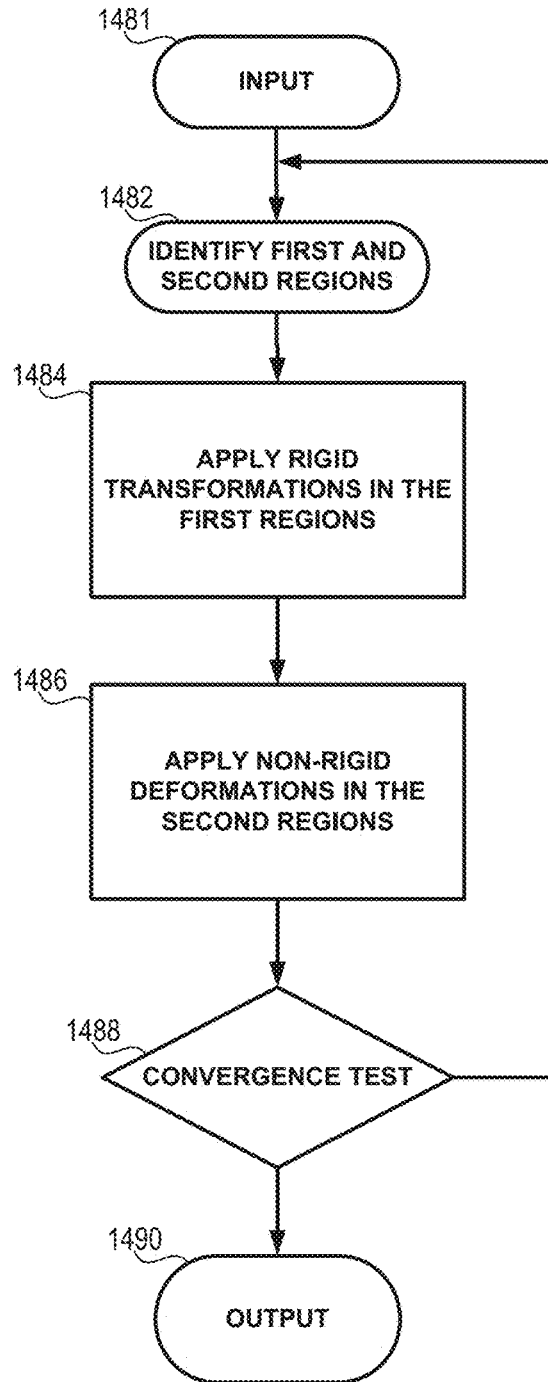 1481
INPUT
1482
IDENTIFY FIRST AND
SECOND REGIONS
1484
APPLY RIGID
TRANSFORMATIONS IN THE
FIRST REGIONS
1486
APPLY NON-RIGID
DEFORMATIONS IN THE
SECOND REGIONS
1488
CONVERGENCE TEST
1490
OUTPUT